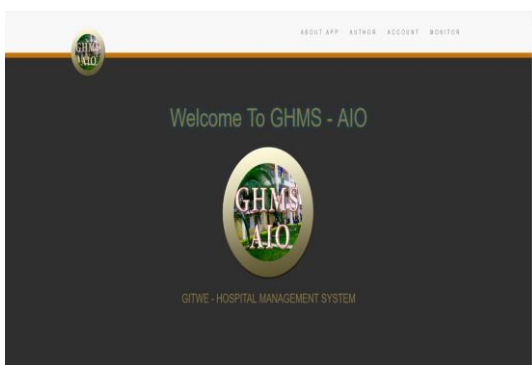 GHMS
AIO
ABOUT APP AUTHOR ACCOUNT MONITOR
Welcome To GHMS - AIO
GHMS
AIO
GITWE - HOSPITAL MANAGEMENT SYSTEM